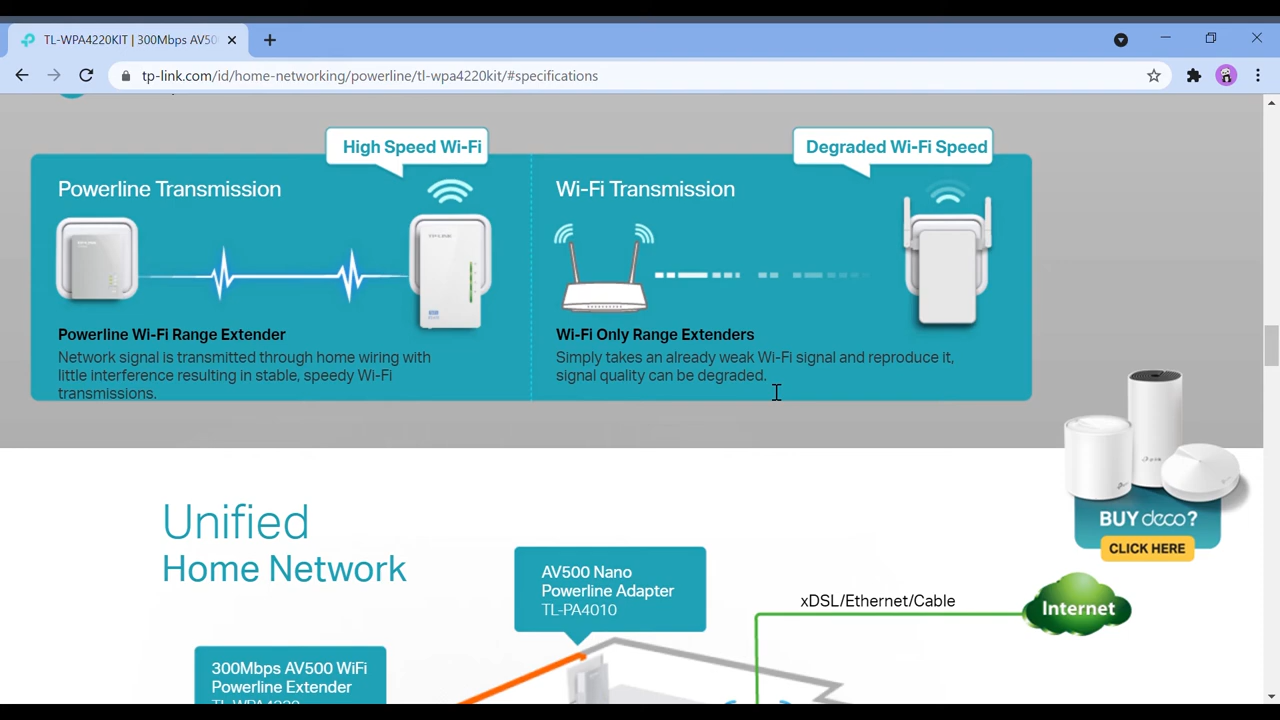 TL-WPA4220KIT | 300Mbps AV50
tp-link.com/id/home-networking/powerline/tl-wpa4220kit/#specifications
High Speed Wi-Fi
Degraded Wi-Fi Speed
Powerline Transmission
Wi-Fi Transmission
Powerline Wi-Fi Range Extender
Network signal is transmitted through home wiring with
little interference resulting in stable, speedy Wi-Fi
transmissions.
Wi-Fi Only Range Extenders
Simply takes an already weak Wi-Fi signal and reproduce it,
signal quality can be degraded.
BUY deco?
CLICK HERE
Unified
Home Network
AV500 Nano
Powerline Adapter
TL-PA4010
xDSL/Ethernet/Cable
Internet
300Mbps AV500 WiFi
Powerline Extender
TL-WPA4220